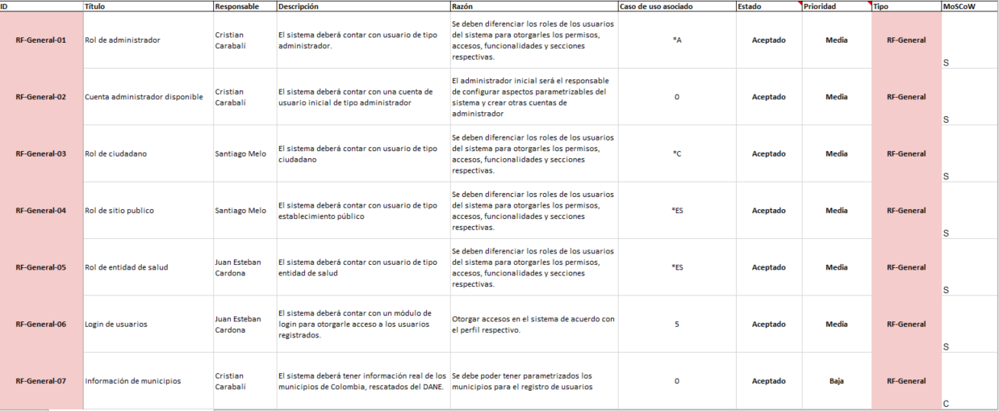 ID Título Responsable Descripción Razón Caso de uso asociado Estado Prioridad Tipo MoSCoW
RF-General-01 Rol de administrador Cristian Carabalí El sistema deberá contar con usuario de tipo administrador. Se deben diferenciar los roles de los usuarios del sistema para otorgarles los permisos, accesos, funcionalidades y secciones respectivas. *A Aceptado Media RF-General S
RF-General-02 Cuenta administrador disponible Cristian Carabalí El sistema deberá contar con una cuenta de usuario inicial de tipo administrador El administrador inicial será el responsable de configurar aspectos parametrizables del sistema y crear otras cuentas de administrador 0 Aceptado Media RF-General S
RF-General-03 Rol de ciudadano Santiago Melo El sistema deberá contar con usuario de tipo ciudadano Se deben diferenciar los roles de los usuarios del sistema para otorgarles los permisos, accesos, funcionalidades y secciones respectivas. *C Aceptado Media RF-General S
RF-General-04 Rol de sitio publico Santiago Melo El sistema deberá contar con usuario de tipo establecimiento público Se deben diferenciar los roles de los usuarios del sistema para otorgarles los permisos, accesos, funcionalidades y secciones respectivas. *ES Aceptado Media RF-General S
RF-General-05 Rol de entidad de salud Juan Esteban Cardona El sistema deberá contar con usuario de tipo entidad de salud Se deben diferenciar los roles de los usuarios del sistema para otorgarles los permisos, accesos, funcionalidades y secciones respectivas. *ES Aceptado Media RF-General S
RF-General-06 Login de usuarios Juan Esteban Cardona El sistema deberá contar con un módulo de login para otorgarle acceso a los usuarios registrados. Otorgar accesos en el sistema de acuerdo con el perfil respectivo. 5 Aceptado Media RF-General S
RF-General-07 Información de municipios Cristian Carabalí El sistema deberá tener información real de los municipios de Colombia, rescatados del DANE. Se debe poder tener parametrizados los municipios para el registro de usuarios 0 Aceptado Baja RF-General C